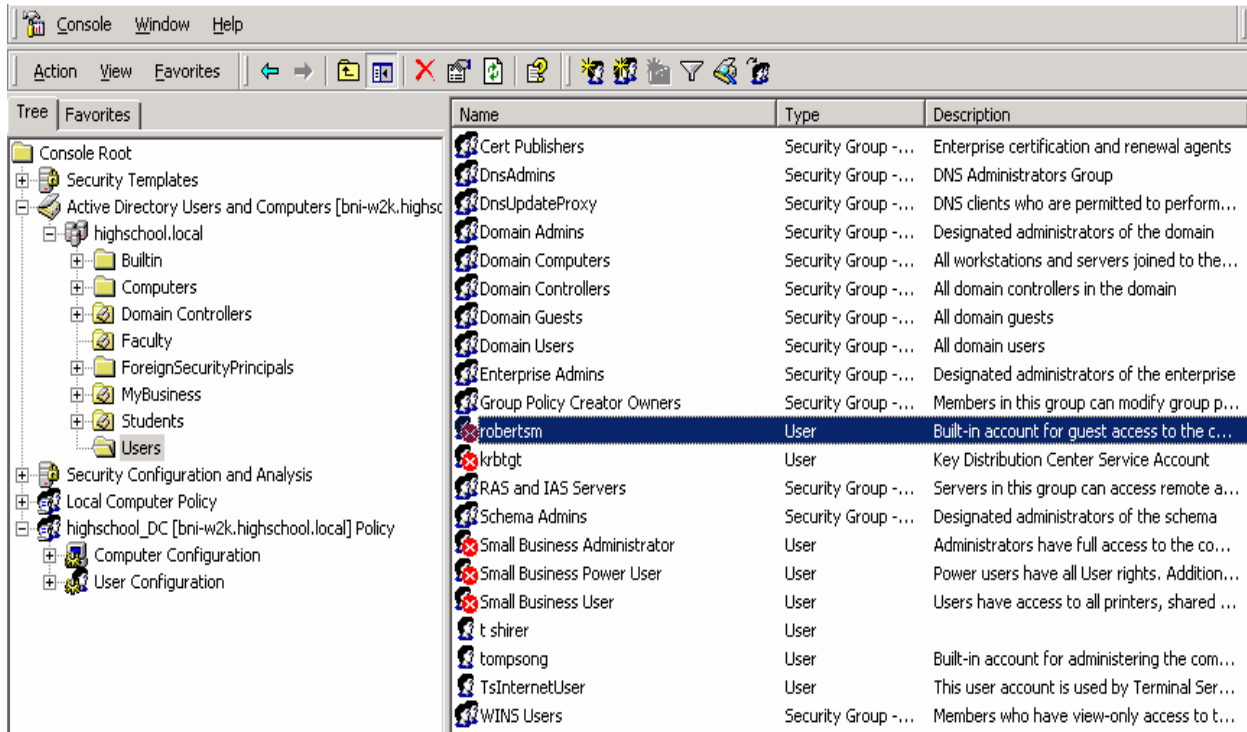 Console Window Help
Action View Favorites
Tree Favorites
Console Root
Security Templates
Active Directory Users and Computers [bni-w2k.highsc
highschool.local
Builtin
Computers
Domain Controllers
Faculty
ForeignSecurityPrincipals
MyBusiness
Students
Users
Security Configuration and Analysis
Local Computer Policy
highschool_DC [bni-w2k.highschool.local] Policy
Computer Configuration
User Configuration
Name Type Description
Cert Publishers Security Group -... Enterprise certification and renewal agents
DnsAdmins Security Group -... DNS Administrators Group
DnsUpdateProxy Security Group -... DNS clients who are permitted to perform...
Domain Admins Security Group -... Designated administrators of the domain
Domain Computers Security Group -... All workstations and servers joined to the...
Domain Controllers Security Group -... All domain controllers in the domain
Domain Guests Security Group -... All domain guests
Domain Users Security Group -... All domain users
Enterprise Admins Security Group -... Designated administrators of the enterprise
Group Policy Creator Owners Security Group -... Members in this group can modify group p...
robertsm User Built-in account for guest access to the c...
krbtgt User Key Distribution Center Service Account
RAS and IAS Servers Security Group -... Servers in this group can access remote a...
Schema Admins Security Group -... Designated administrators of the schema
Small Business Administrator User Administrators have full access to the co...
Small Business Power User User Power users have all User rights. Addition...
Small Business User User Users have access to all printers, shared ...
t shirer User
tompsong User Built-in account for administering the com...
TsInternetUser User This user account is used by Terminal Ser...
WINS Users Security Group -... Members who have view-only access to t...